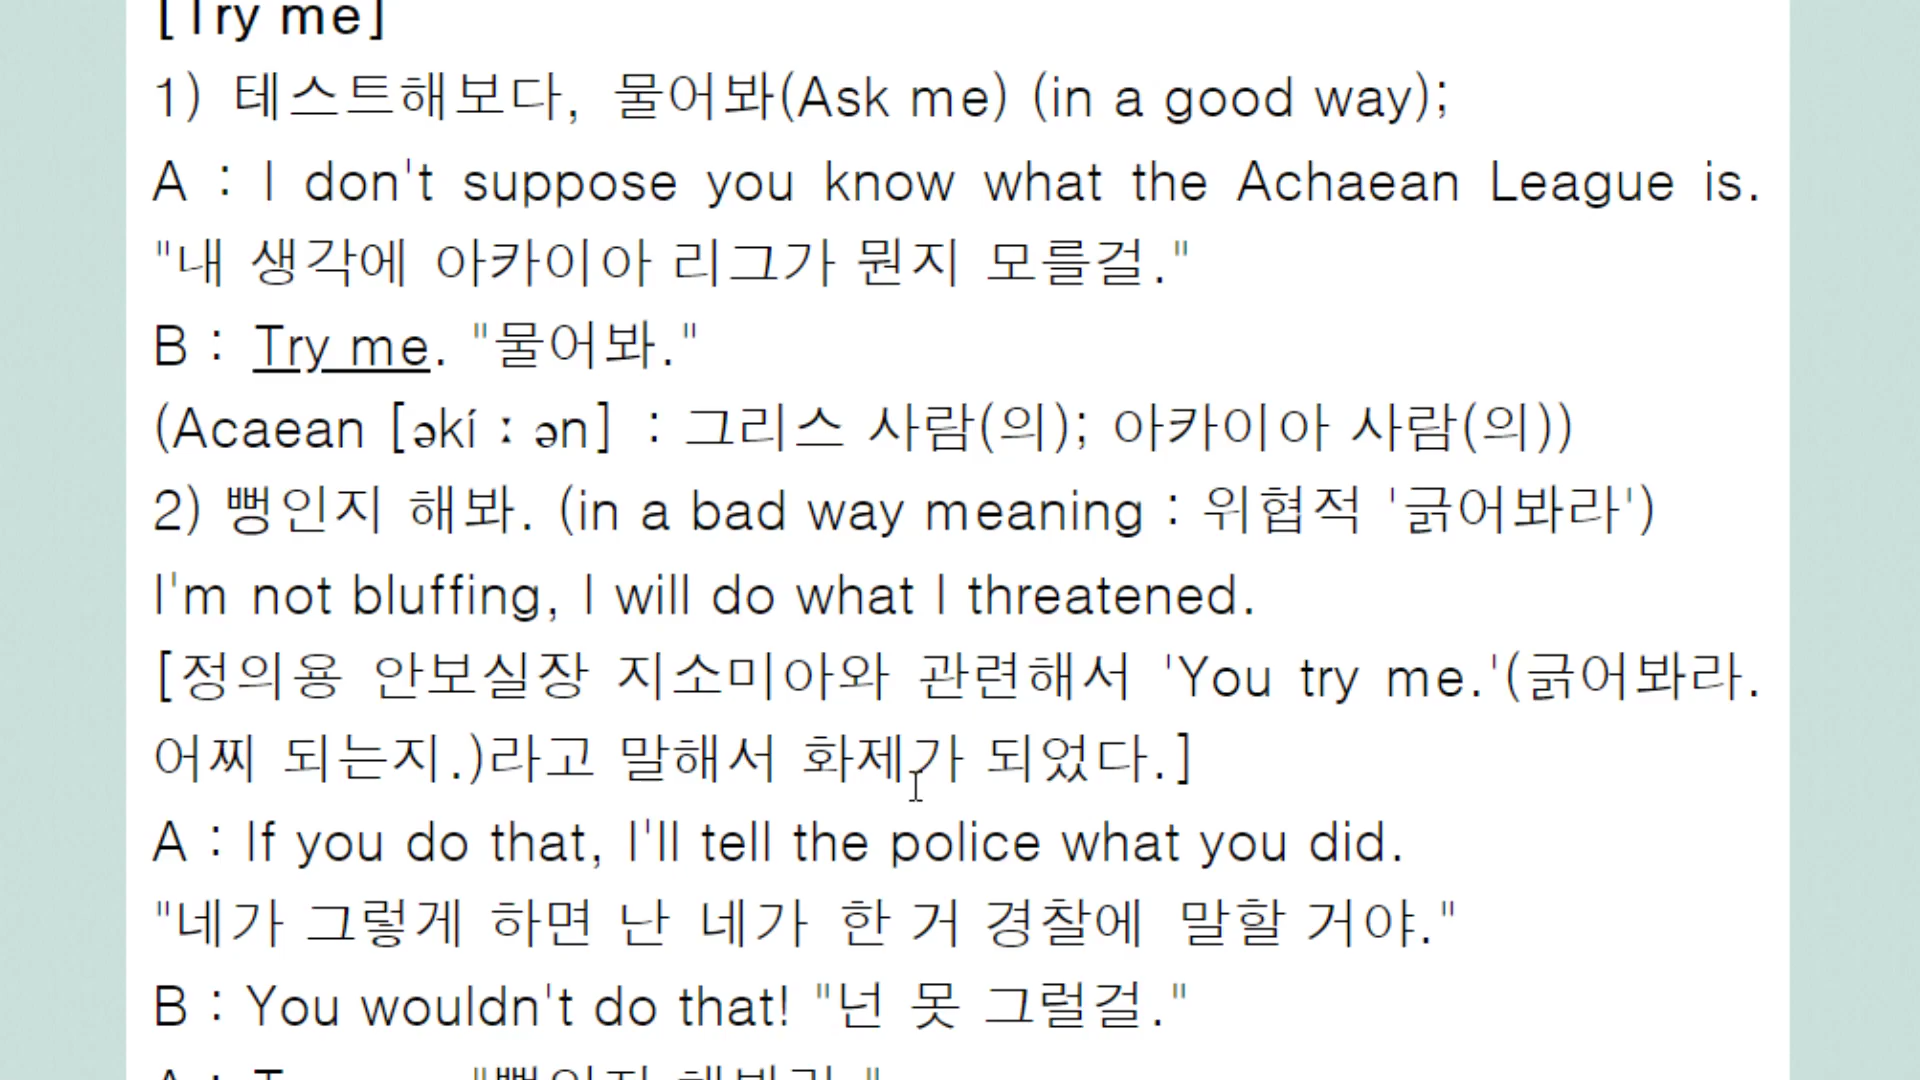 [Try me]
1) 테스트해보다, 물어봐(Ask me) (in a good way);
A : I don't suppose you know what the Achaean League is.
"내 생각에 아카이아 리그가 뭔지 모를걸."
B : Try me. "물어봐."
(Acaean [əkí : ən] : 그리스 사람(의); 아카이아 사람(의))
2) 뻥인지 해봐. (in a bad way meaning : 위협적 '긁어봐라')
I'm not bluffing, I will do what I threatened.
[정의용 안보실장 지소미아와 관련해서 'You try me.'(긁어봐라.
어찌 되는지.)라고 말해서 화제가 되었다.]
A : If you do that, I'll tell the police what you did.
"네가 그렇게 하면 난 네가 한 거 경찰에 말할 거야."
B : You wouldn't do that! "넌 못 그럴걸."